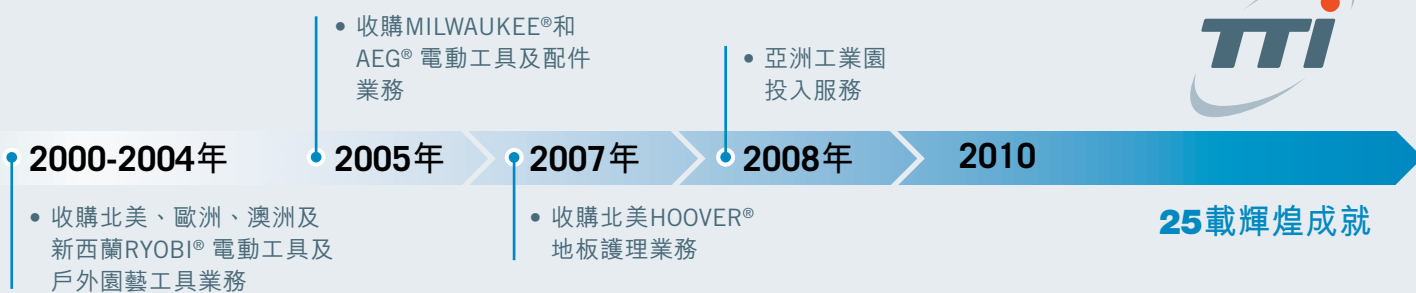 • 收購MILWAUKEE®和
AEG® 電動工具及配件
業務
• 亞洲工業園
投入服務
TTI
2000-2004年
2005年
2007年
2008年
2010
• 收購北美、歐洲、澳洲及
新西蘭RYOBI® 電動工具及
戶外園藝工具業務
• 收購北美HOOVER®
地板護理業務
25載輝煌成就